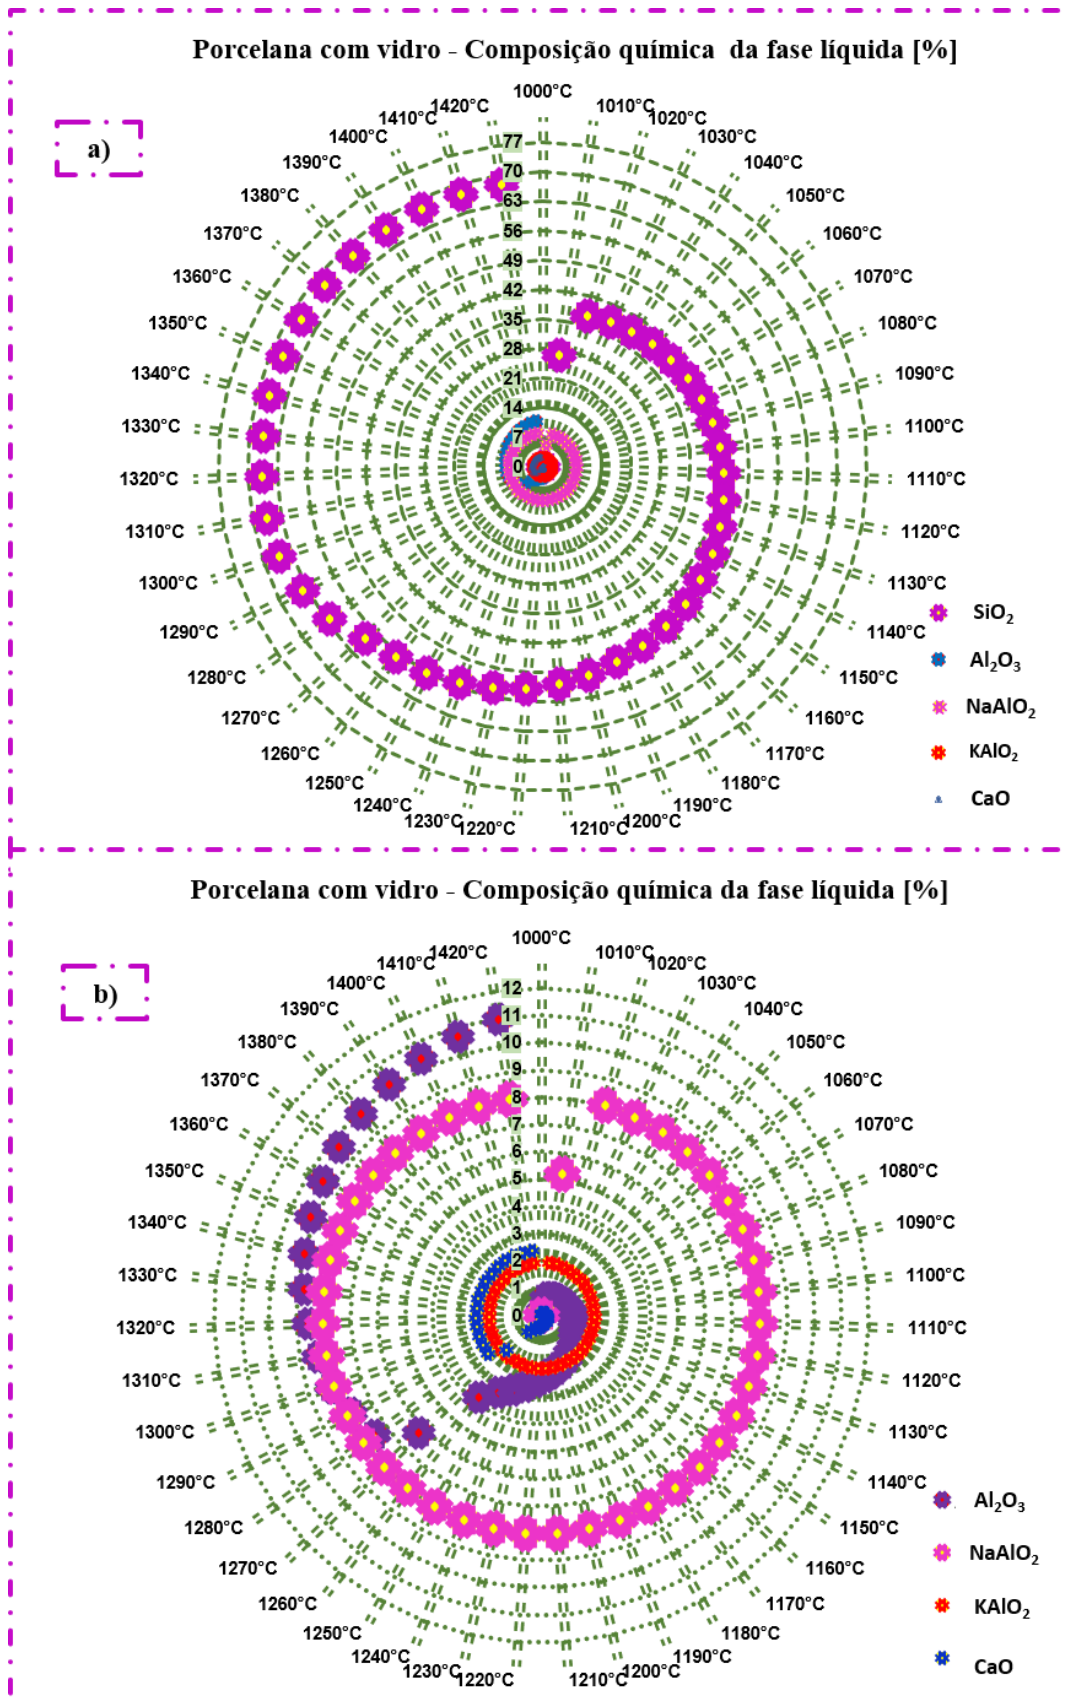 Porcelana com vidro - Composição química da fase líquida [%]
a)
1000°C
1010°C
1020°C
1030°C
1040°C
1050°C
1060°C
1070°C
1080°C
1090°C
1100°C
1110°C
1120°C
1130°C
1140°C
1150°C
1160°C
1170°C
1180°C
1190°C
1200°C
1210°C
1220°C
1230°C
1240°C
1250°C
1260°C
1270°C
1280°C
1290°C
1300°C
1310°C
1320°C
1330°C
1340°C
1350°C
1360°C
1370°C
1380°C
1390°C
1400°C
1410°C
1420°C
77
70
63
56
49
42
35
28
21
14
7
0
SiO₂
Al₂O₃
NaAlO₂
KAlO₂
CaO
Porcelana com vidro - Composição química da fase líquida [%]
b)
1000°C
1010°C
1020°C
1030°C
1040°C
1050°C
1060°C
1070°C
1080°C
1090°C
1100°C
1110°C
1120°C
1130°C
1140°C
1150°C
1160°C
1170°C
1180°C
1190°C
1200°C
1210°C
1220°C
1230°C
1240°C
1250°C
1260°C
1270°C
1280°C
1290°C
1300°C
1310°C
1320°C
1330°C
1340°C
1350°C
1360°C
1370°C
1380°C
1390°C
1400°C
1410°C
1420°C
12
11
10
9
8
7
6
5
4
3
2
1
0
Al₂O₃
NaAlO₂
KAlO₂
CaO